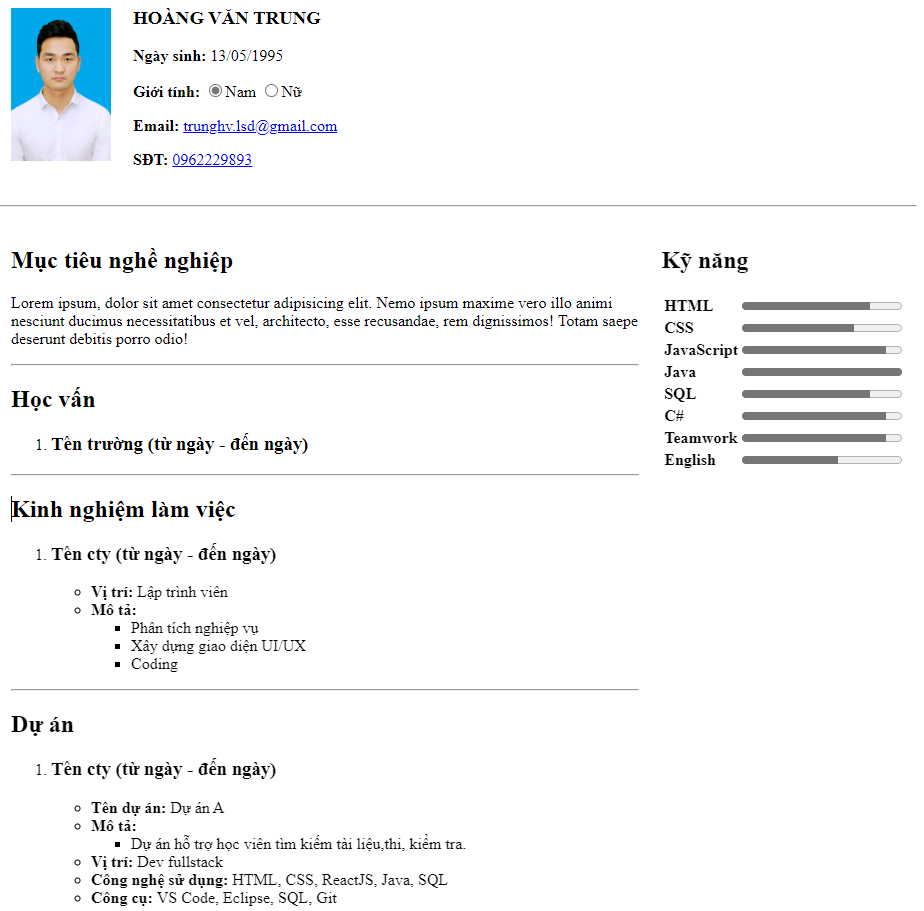 HOÀNG VĂN TRUNG
Ngày sinh: 13/05/1995
Giới tính: Nam Nữ
Email: trunghv.lsd@gmail.com
SĐT: 0962229893
Mục tiêu nghề nghiệp
Lorem ipsum, dolor sit amet consectetur adipisicing elit. Nemo ipsum maxime vero illo animi
nesciunt ducimus necessitatibus et vel, architecto, esse recusandae, rem dignissimos! Totam saepe
deserunt debitis porro odio!
Học vấn
1. Tên trường (từ ngày - đến ngày)
Kinh nghiệm làm việc
1. Tên cty (từ ngày - đến ngày)
Vị trí: Lập trình viên
Mô tả:
Phân tích nghiệp vụ
Xây dựng giao diện UI/UX
Coding
Dự án
1. Tên cty (từ ngày - đến ngày)
Tên dự án: Dự án A
Mô tả:
Dự án hỗ trợ học viên tìm kiếm tài liệu,thi, kiểm tra.
Vị trí: Dev fullstack
Công nghệ sử dụng: HTML, CSS, ReactJS, Java, SQL
Công cụ: VS Code, Eclipse, SQL, Git
Kỹ năng
HTML
CSS
JavaScript
Java
SQL
C#
Teamwork
English